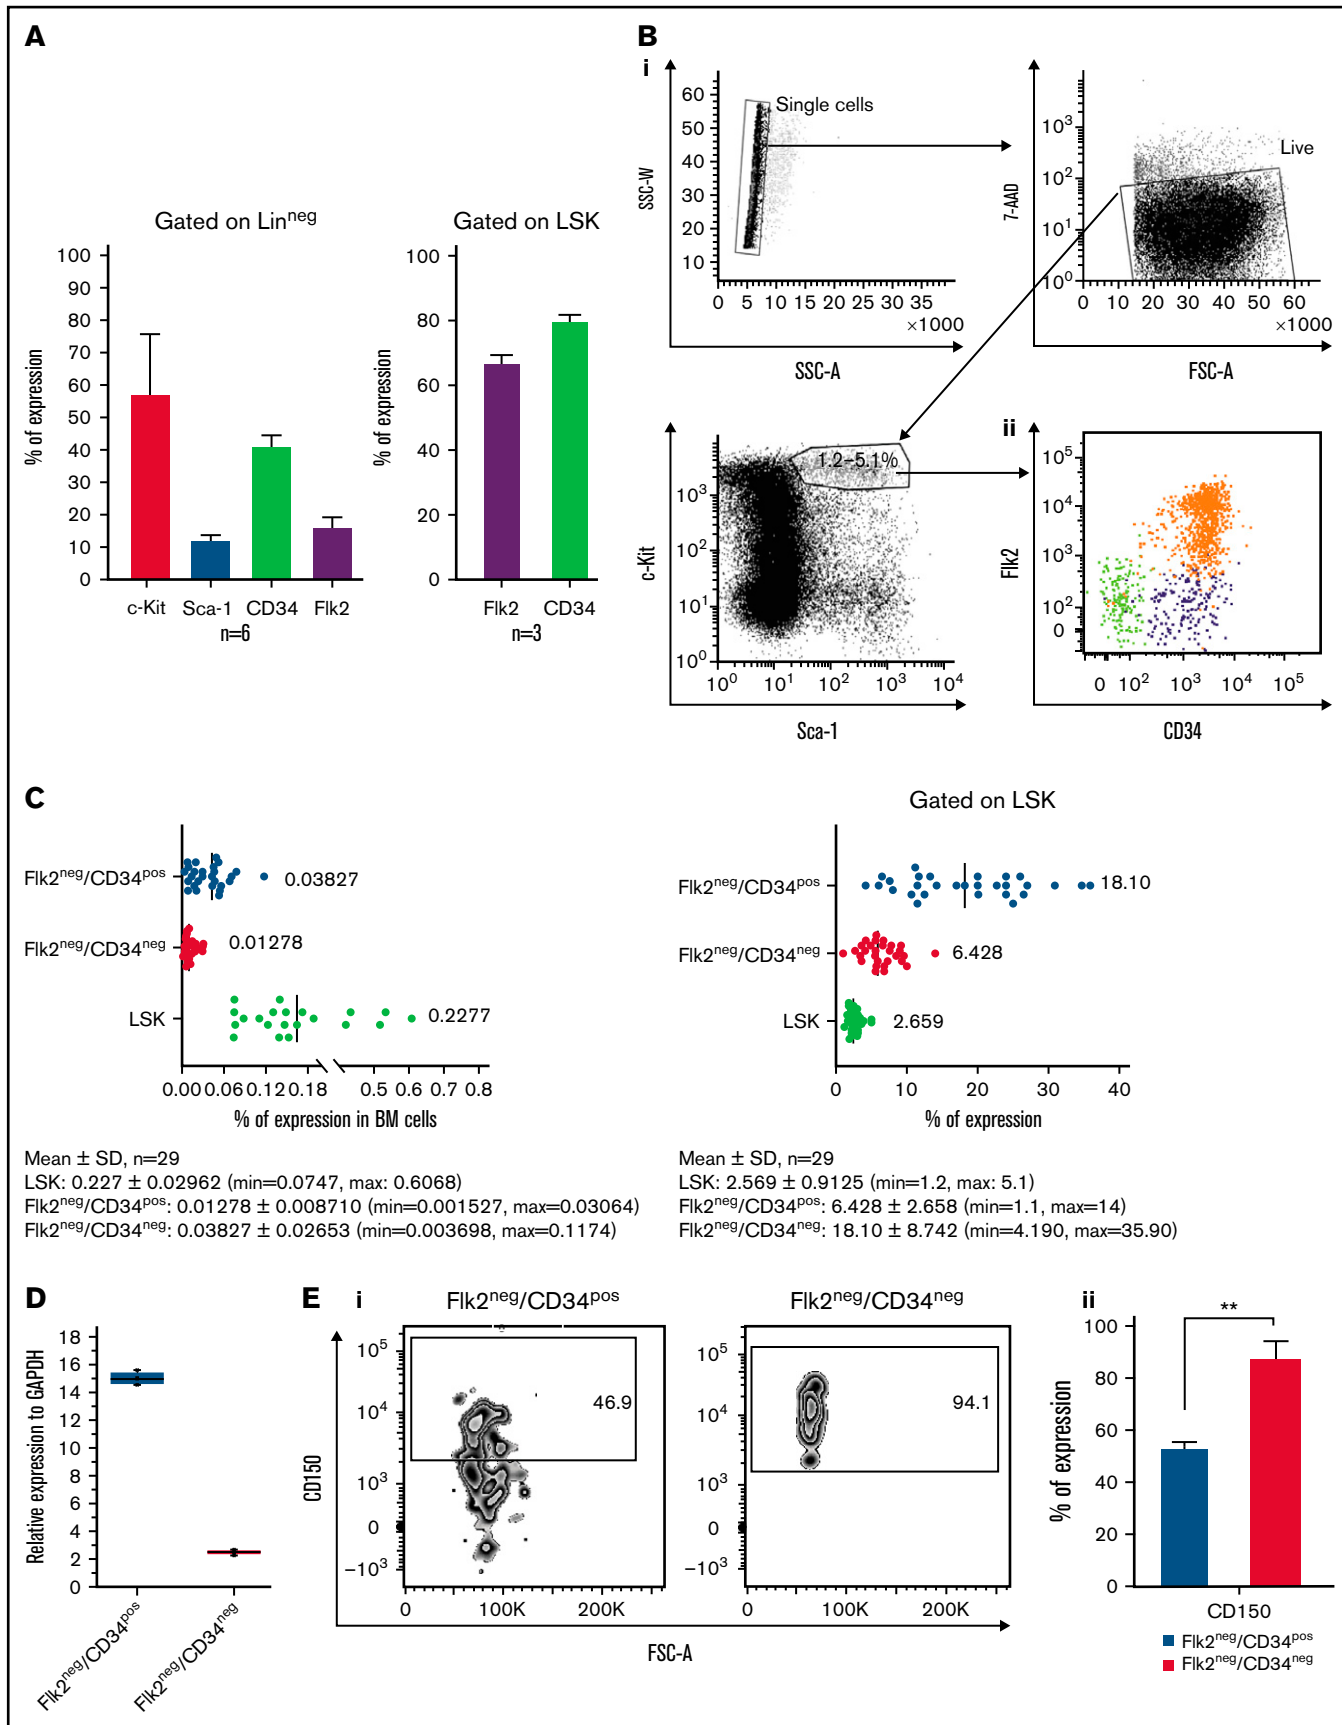 A
Gated on Lin^neg
% of expression
100
90
80
70
60
50
40
30
20
10
0
c-Kit Sca-1 CD34 Flk2
n=6
Gated on LSK
% of expression
100
80
60
40
20
0
Flk2 CD34
n=3
B
i
SSC-W
60
50
40
30
20
10
Single cells
0 5 10 15 20 25 30 35
×1000
SSC-A
7-AAD
10^3
10^2
10^1
10^0
Live
0 10 20 30 40 50 60
×1000
FSC-A
c-Kit
10^3
10^2
10^1
10^0
1.2–5.1%
10^0 10^1 10^2 10^3 10^4
Sca-1
ii
Flk2
10^5
10^4
10^3
10^2
0
0 10^2 10^3 10^4 10^5
CD34
C
Flk2^neg/CD34^pos
0.03827
Flk2^neg/CD34^neg
0.01278
LSK
0.2277
0.00 0.06 0.12 0.18 0.5 0.6 0.7 0.8
% of expression in BM cells
Mean ± SD, n=29
LSK: 0.227 ± 0.02962 (min=0.0747, max: 0.6068)
Flk2^neg/CD34^pos: 0.01278 ± 0.008710 (min=0.001527, max=0.03064)
Flk2^neg/CD34^neg: 0.03827 ± 0.02653 (min=0.003698, max=0.1174)
Gated on LSK
Flk2^neg/CD34^pos
18.10
Flk2^neg/CD34^neg
6.428
LSK
2.659
0 10 20 30 40
% of expression
Mean ± SD, n=29
LSK: 2.569 ± 0.9125 (min=1.2, max: 5.1)
Flk2^neg/CD34^pos: 6.428 ± 2.658 (min=1.1, max=14)
Flk2^neg/CD34^neg: 18.10 ± 8.742 (min=4.190, max=35.90)
D
Relative expression to GAPDH
18
16
14
12
10
8
6
4
2
0
Flk2^neg/CD34^pos
Flk2^neg/CD34^neg
E
i
Flk2^neg/CD34^pos
CD150
10^5
10^4
10^3
0
−10^3
46.9
0 100K 200K
Flk2^neg/CD34^neg
10^5
10^4
10^3
0
−10^3
94.1
0 100K 200K
FSC-A
ii
% of expression
100
80
60
40
20
0
**
CD150
Flk2^neg/CD34^pos
Flk2^neg/CD34^neg